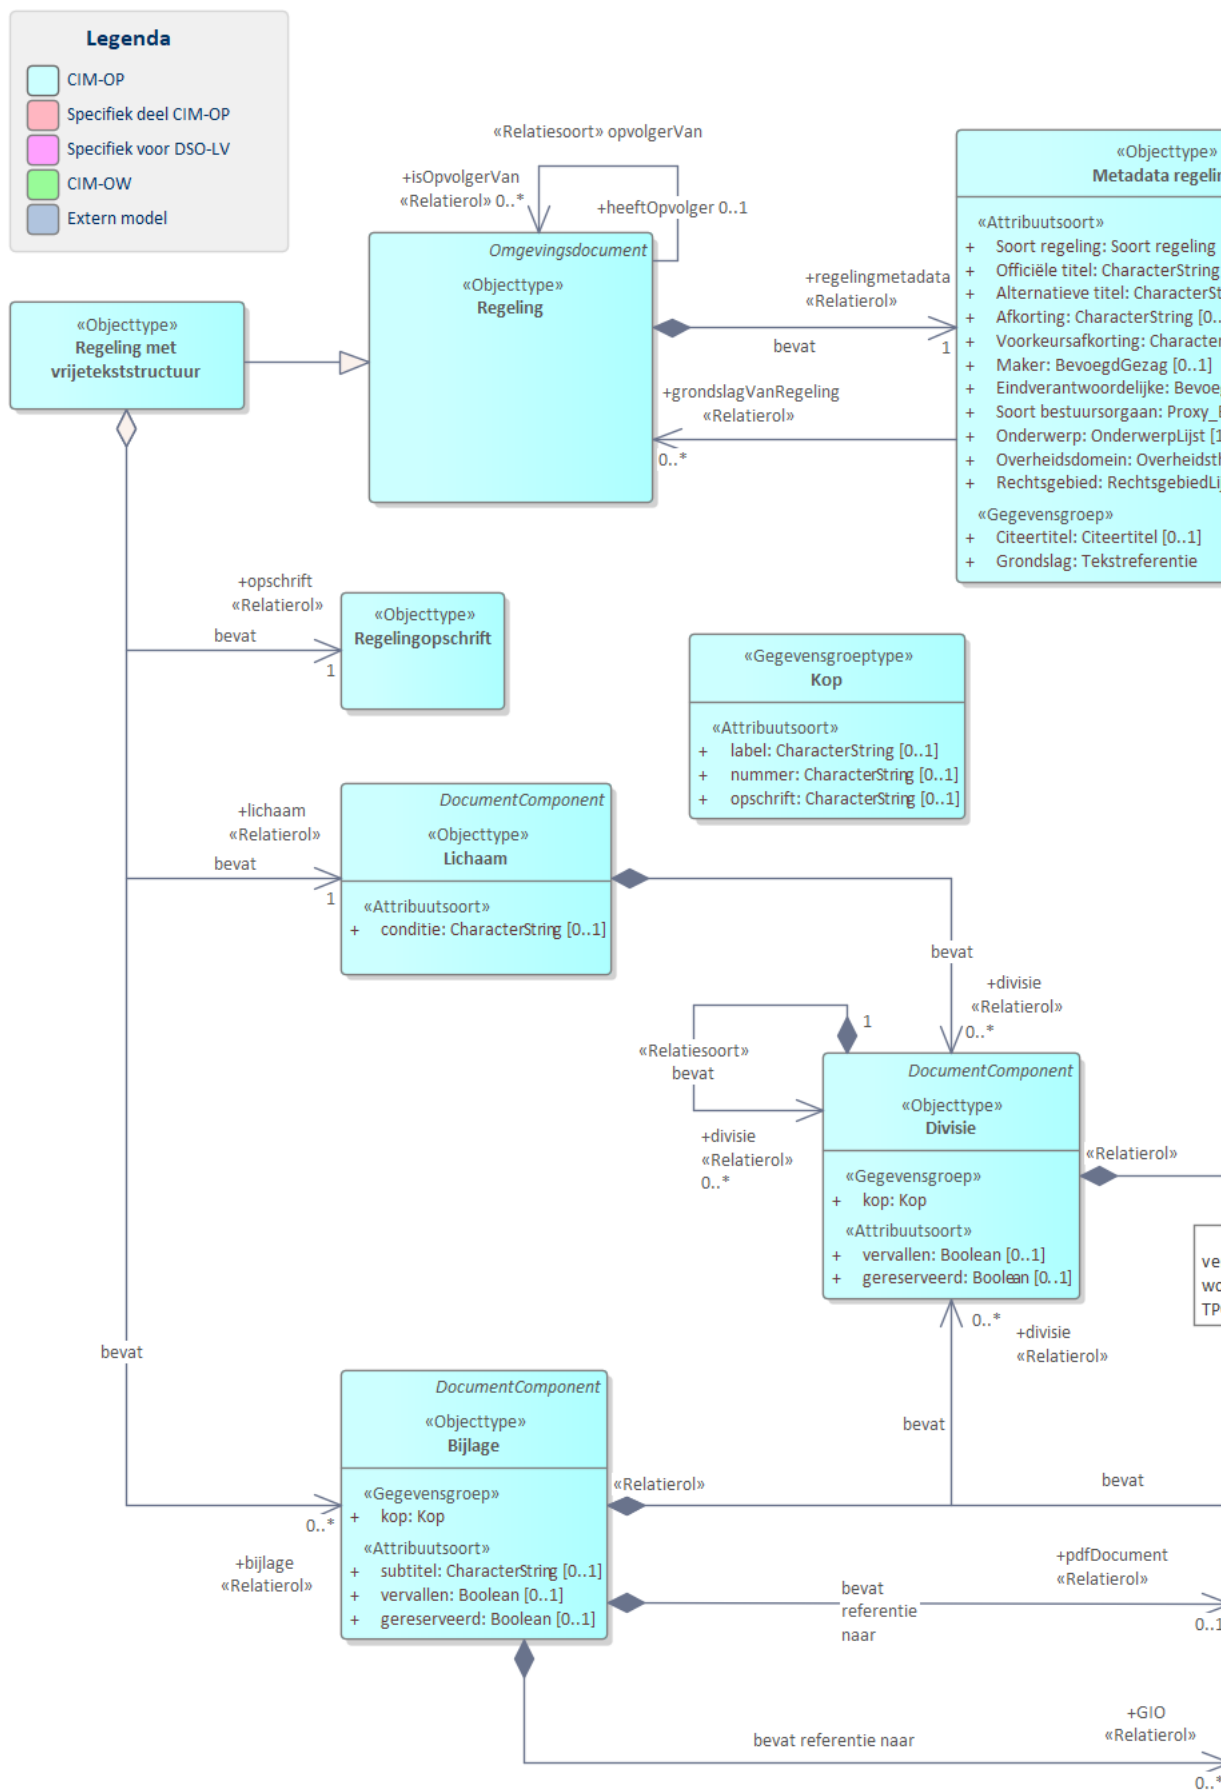 Legenda
CIM-OP
Specifiek deel CIM-OP
Specifiek voor DSO-LV
CIM-OW
Extern model
«Relatiesoort» opvolgerVan
+isOpvolgerVan
«Relatierol» 0..*
+heeftOpvolger 0..1
Omgevingsdocument
«Objecttype»
Regeling
«Objecttype»
Regeling met
vrijetekststructuur
+regelingmetadata
«Relatierol»
bevat
1
+grondslagVanRegeling
«Relatierol»
0..*
«Objecttype»
Metadata regelin
«Attribuutsoort»
+ Soort regeling: Soort regeling
+ Officiële titel: CharacterString
+ Alternatieve titel: CharacterSt
+ Afkorting: CharacterString [0..
+ Voorkeursafkorting: Character
+ Maker: BevoegdGezag [0..1]
+ Eindverantwoordelijke: Bevoe
+ Soort bestuursorgaan: Proxy_
+ Onderwerp: OnderwerpLijst [1
+ Overheidsdomein: Overheidsth
+ Rechtsgebied: RechtsgebiedLi
«Gegevensgroep»
+ Citeertitel: Citeertitel [0..1]
+ Grondslag: Tekstreferentie
+opschrift
«Relatierol»
bevat
1
«Objecttype»
Regelingopschrift
«Gegevensgroeptype»
Kop
«Attribuutsoort»
+ label: CharacterString [0..1]
+ nummer: CharacterString [0..1]
+ opschrift: CharacterString [0..1]
+lichaam
«Relatierol»
bevat
1
DocumentComponent
«Objecttype»
Lichaam
«Attribuutsoort»
+ conditie: CharacterString [0..1]
bevat
+divisie
«Relatierol»
0..*
1
«Relatiesoort»
bevat
+divisie
«Relatierol»
0..*
DocumentComponent
«Objecttype»
Divisie
«Gegevensgroep»
+ kop: Kop
«Attribuutsoort»
+ vervallen: Boolean [0..1]
+ gereserveerd: Boolean [0..1]
«Relatierol»
ve
wo
TP
0..*
+divisie
«Relatierol»
bevat
bevat
DocumentComponent
«Objecttype»
Bijlage
«Gegevensgroep»
+ kop: Kop
«Attribuutsoort»
+ subtitel: CharacterString [0..1]
+ vervallen: Boolean [0..1]
+ gereserveerd: Boolean [0..1]
0..*
+bijlage
«Relatierol»
«Relatierol»
bevat
+pdfDocument
«Relatierol»
bevat
referentie
naar
0..1
+GIO
«Relatierol»
bevat referentie naar
0..*